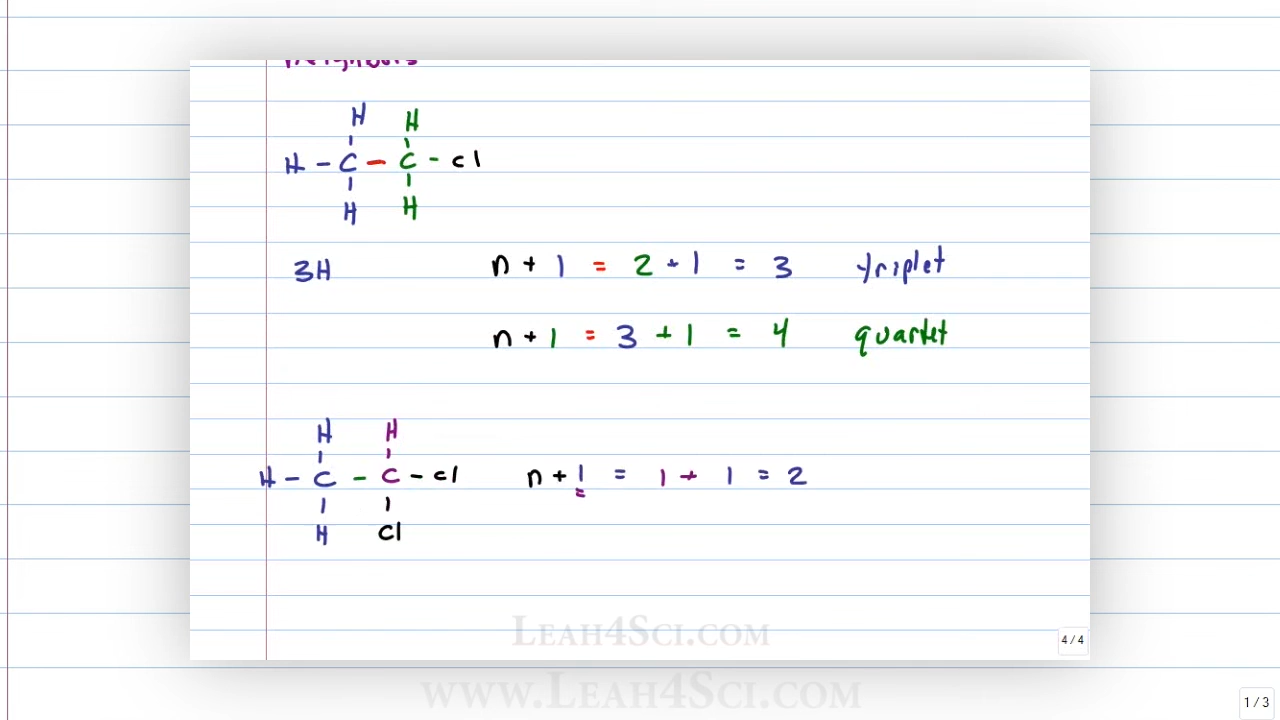 Neighbors
H H
H - C - C - Cl
H H
3H n + 1 = 2 + 1 = 3 triplet
n + 1 = 3 + 1 = 4 quartet
H H
H - C - C - Cl n + 1 = 1 + 1 = 2
H Cl
LEAH4SCI.COM
4 / 4
www.LEAH4SCI.com
1 / 3